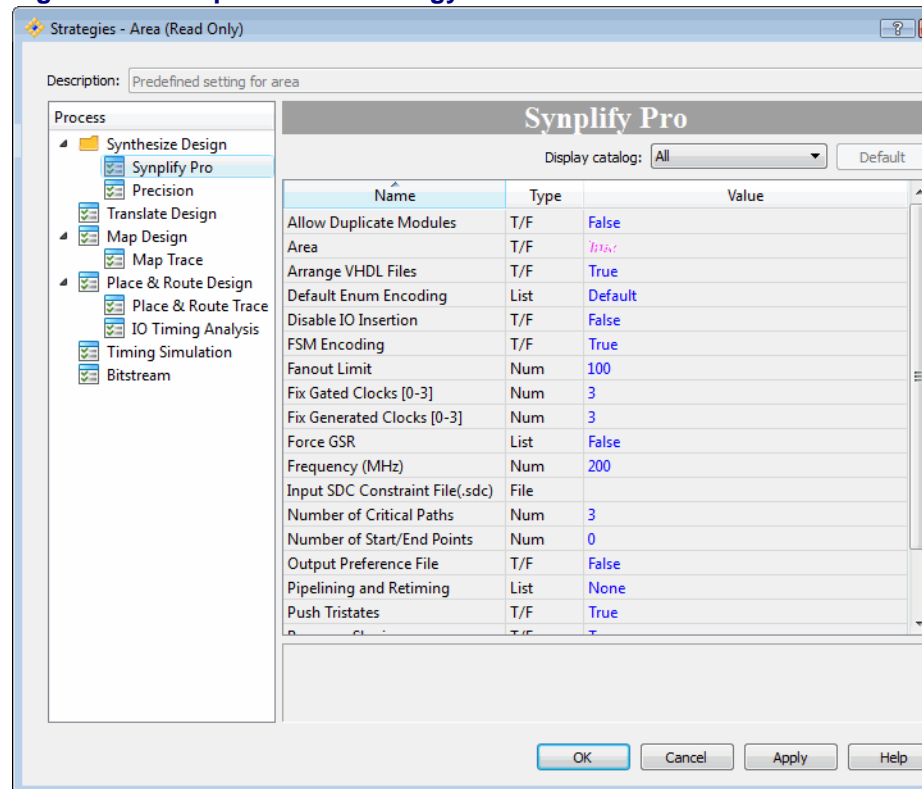 Strategies - Area (Read Only)
?
Description: Predefined setting for area
Process
Synthesize Design
Synplify Pro
Precision
Translate Design
Map Design
Map Trace
Place & Route Design
Place & Route Trace
IO Timing Analysis
Timing Simulation
Bitstream
Synplify Pro
Display catalog: All Default
Name Type Value
Allow Duplicate Modules T/F False
Area T/F
Arrange VHDL Files T/F True
Default Enum Encoding List Default
Disable IO Insertion T/F False
FSM Encoding T/F True
Fanout Limit Num 100
Fix Gated Clocks [0-3] Num 3
Fix Generated Clocks [0-3] Num 3
Force GSR List False
Frequency (MHz) Num 200
Input SDC Constraint File(.sdc) File
Number of Critical Paths Num 3
Number of Start/End Points Num 0
Output Preference File T/F False
Pipelining and Retiming List None
Push Tristates T/F True
OK Cancel Apply Help